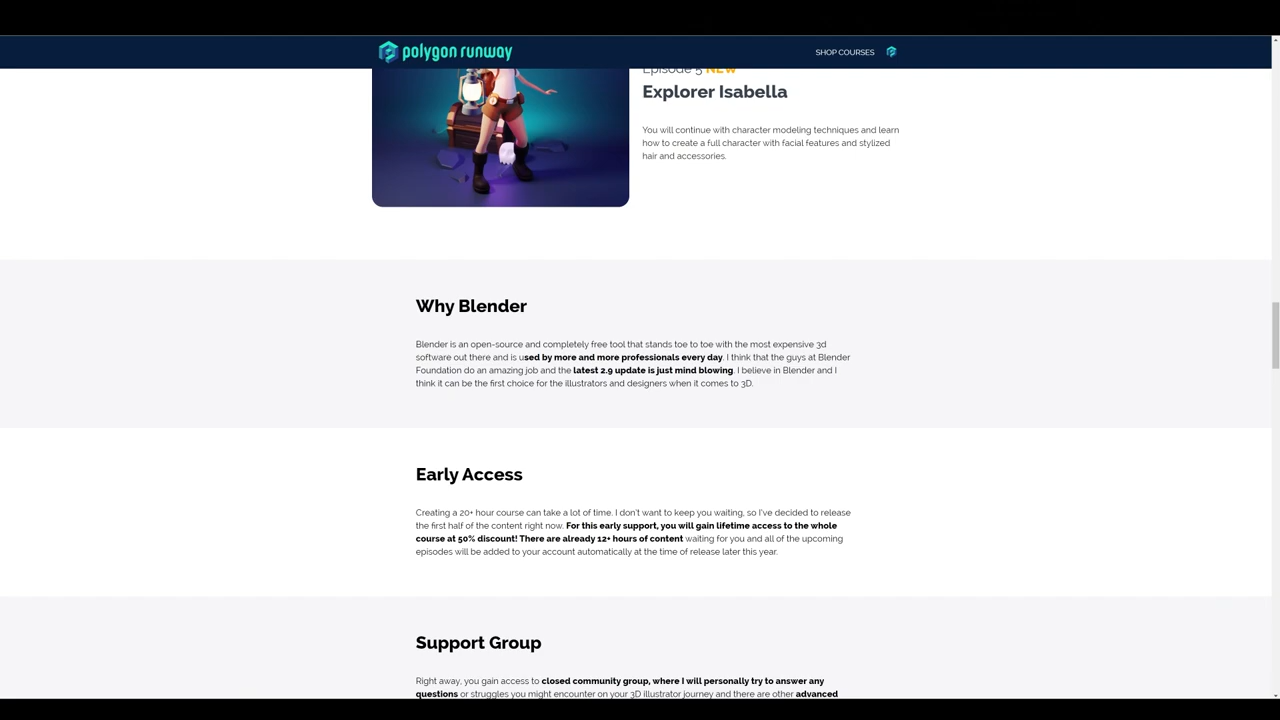 polygon runway
SHOP COURSES
Episode 5 NEW
Explorer Isabella
You will continue with character modeling techniques and learn
how to create a full character with facial features and stylized
hair and accessories.
Why Blender
Blender is an open-source and completely free tool that stands toe to toe with the most expensive 3d
software out there and is used by more and more professionals every day. I think that the guys at Blender
Foundation do an amazing job and the latest 2.9 update is just mind blowing. I believe in Blender and I
think it can be the first choice for the illustrators and designers when it comes to 3D.
Early Access
Creating a 20+ hour course can take a lot of time. I don't want to keep you waiting, so I've decided to release
the first half of the content right now. For this early support, you will gain lifetime access to the whole
course at 50% discount! There are already 12+ hours of content waiting for you and all of the upcoming
episodes will be added to your account automatically at the time of release later this year.
Support Group
Right away, you gain access to closed community group, where I will personally try to answer any
questions or struggles you might encounter on your 3D illustrator journey and there are other advanced